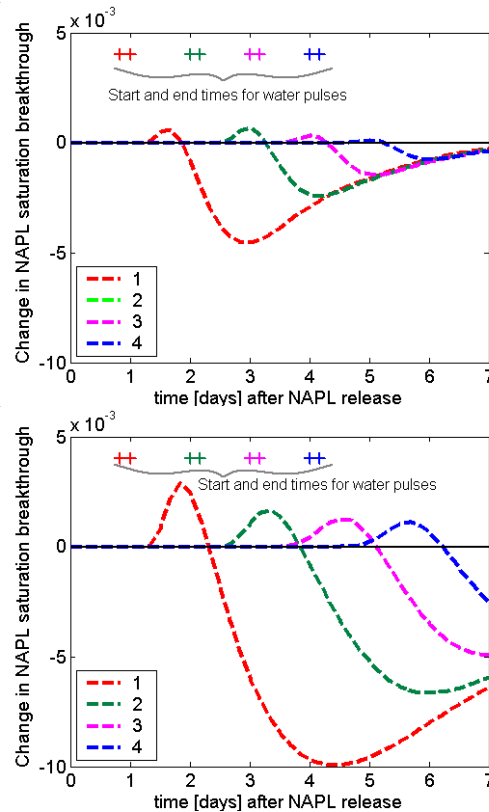 x 10⁻³
5
0
-5
-10
Change in NAPL saturation breakthrough
Start and end times for water pulses
1
2
3
4
0 1 2 3 4 5 6 7
time [days] after NAPL release
x 10⁻³
5
0
-5
-10
Change in NAPL saturation breakthrough
Start and end times for water pulses
1
2
3
4
0 1 2 3 4 5 6 7
time [days] after NAPL release